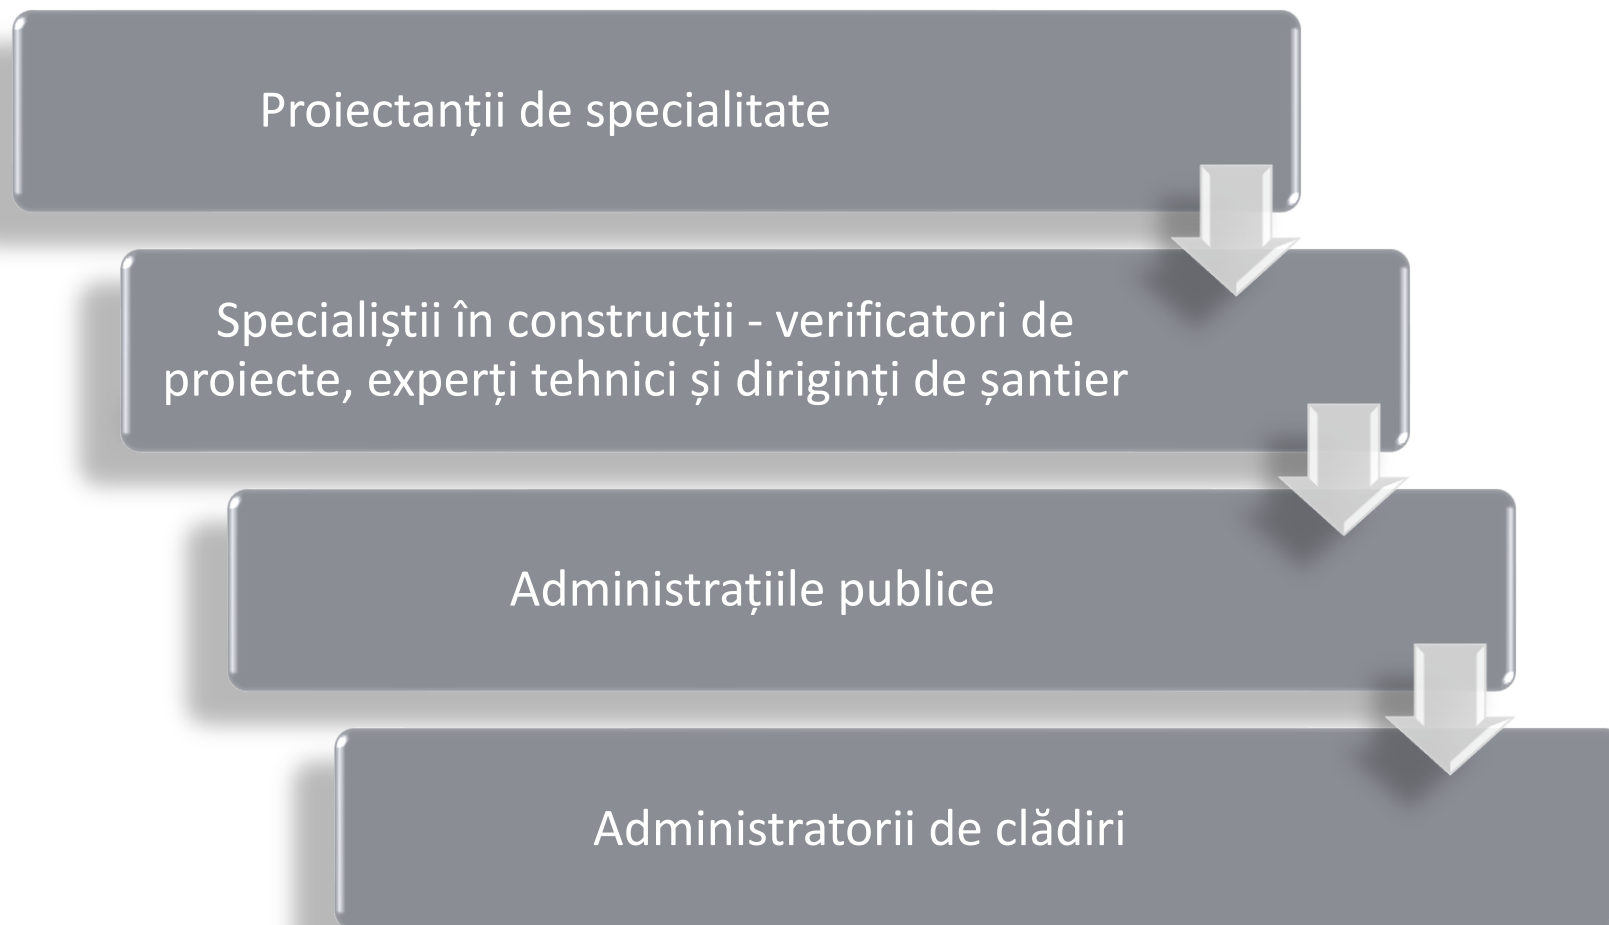 Proiectanții de specialitate
Specialiștii în construcții - verificatori de
proiecte, experți tehnici și diriginți de șantier
Administrațiile publice
Administratorii de clădiri